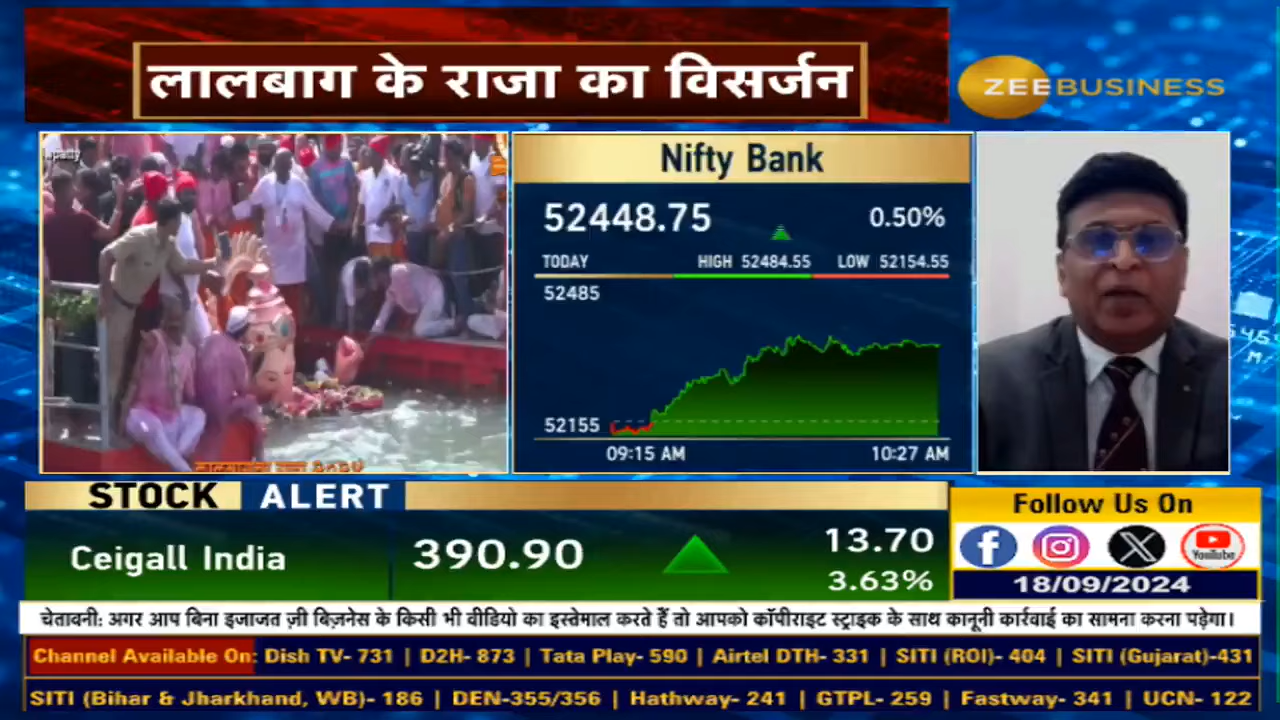 लालबाग के राजा का विसर्जन
ZEEBUSINESS
Nifty Bank
52448.75 0.50%
TODAY HIGH 52484.55 LOW 52154.55
52485
52155
09:15 AM 10:27 AM
STOCK ALERT
Ceigall India 390.90 13.70
3.63%
Follow Us On
YouTube
18/09/2024
चेतावनी: अगर आप बिना इजाजत ज़ी बिज़नेस के किसी भी वीडियो का इस्तेमाल करते हैं तो आपको कॉपीराइट स्ट्राइक के साथ कानूनी कार्रवाई का सामना करना पड़ेगा।
Channel Available On: Dish TV- 731 | D2H- 873 | Tata Play- 590 | Airtel DTH- 331 | SITI (ROI)- 404 | SITI (Gujarat)-431
SITI (Bihar & Jharkhand, WB)- 186 | DEN-355/356 | Hathway- 241 | GTPL- 259 | Fastway- 341 | UCN- 122